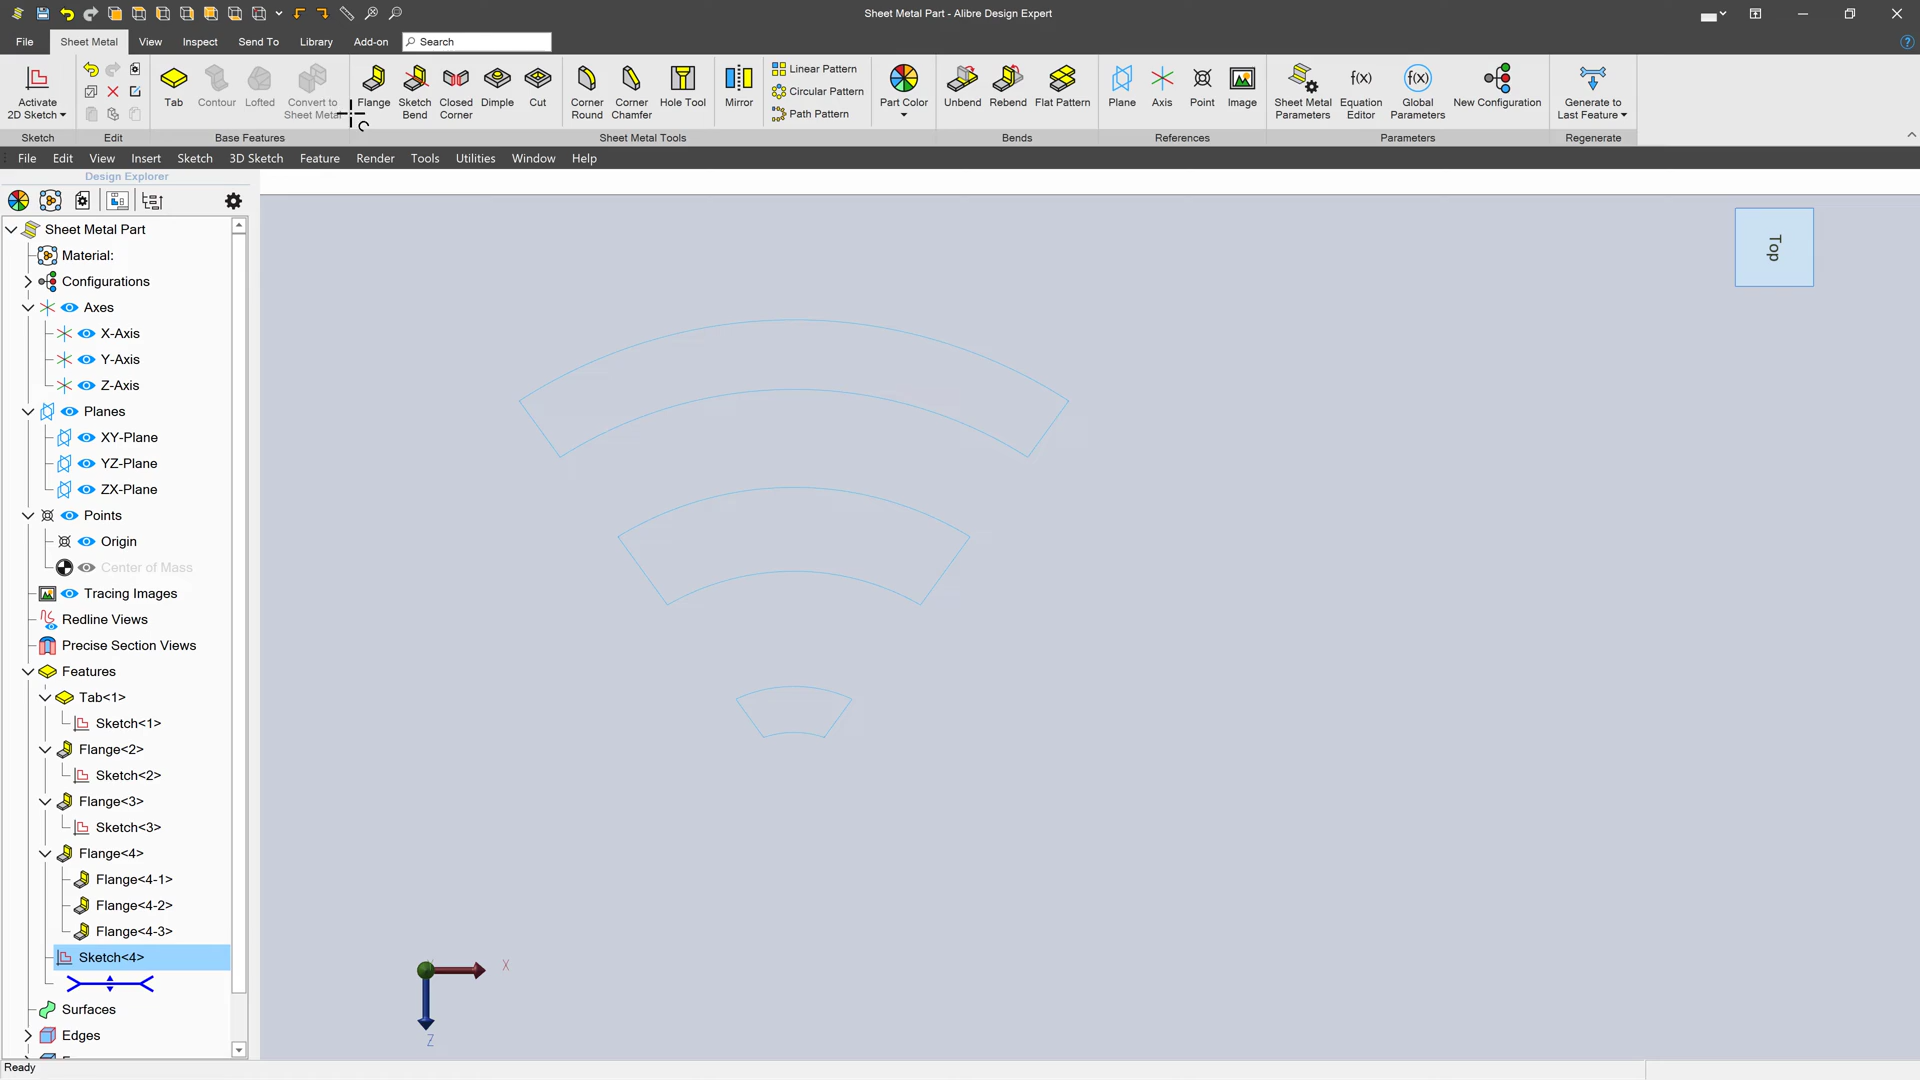 Sheet Metal Part - Alibre Design Expert
File
Sheet Metal
View
Inspect
Send To
Library
Add-on
Search
Activate
2D Sketch
Tab
Contour
Lofted
Convert to
Sheet Metal
Flange
Sketch
Bend
Closed
Corner
Dimple
Cut
Corner
Round
Corner
Chamfer
Hole Tool
Mirror
Linear Pattern
Circular Pattern
Path Pattern
Part Color
Unbend
Rebend
Flat Pattern
Plane
Axis
Point
Image
Sheet Metal
Parameters
Equation
Editor
Global
Parameters
New Configuration
Generate to
Last Feature
Sketch
Edit
Base Features
Sheet Metal Tools
Bends
References
Parameters
Regenerate
File
Edit
View
Insert
Sketch
3D Sketch
Feature
Render
Tools
Utilities
Window
Help
Design Explorer
Sheet Metal Part
Material:
Configurations
Axes
X-Axis
Y-Axis
Z-Axis
Planes
XY-Plane
YZ-Plane
ZX-Plane
Points
Origin
Center of Mass
Tracing Images
Redline Views
Precise Section Views
Features
Tab<1>
Sketch<1>
Flange<2>
Sketch<2>
Flange<3>
Sketch<3>
Flange<4>
Flange<4-1>
Flange<4-2>
Flange<4-3>
Sketch<4>
Surfaces
Edges
Top
X
Z
Ready